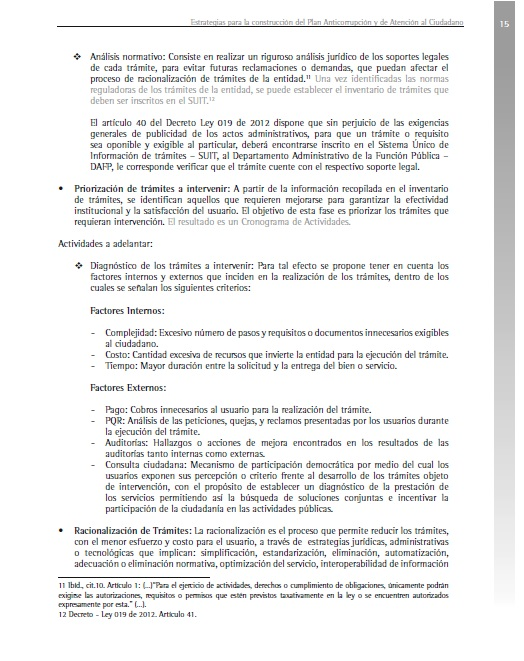 Estrategias para la construcción del Plan Anticorrupción y de Atención al Ciudadano
15
❖ Análisis normativo: Consiste en realizar un riguroso análisis jurídico de los soportes legales
de cada trámite, para evitar futuras reclamaciones o demandas, que puedan afectar el
proceso de racionalización de trámites de la entidad.11 Una vez identificadas las normas
reguladoras de los trámites de la entidad, se puede establecer el inventario de trámites que
deben ser inscritos en el SUIT.12
El artículo 40 del Decreto Ley 019 de 2012 dispone que sin perjuicio de las exigencias
generales de publicidad de los actos administrativos, para que un trámite o requisito
sea oponible y exigible al particular, deberá encontrarse inscrito en el Sistema Único de
Información de trámites – SUIT, al Departamento Administrativo de la Función Pública –
DAFP, le corresponde verificar que el trámite cuente con el respectivo soporte legal.
• Priorización de trámites a intervenir: A partir de la información recopilada en el inventario
de trámites, se identifican aquellos que requieren mejorarse para garantizar la efectividad
institucional y la satisfacción del usuario. El objetivo de esta fase es priorizar los trámites que
requieran intervención. El resultado es un Cronograma de Actividades.
Actividades a adelantar:
❖ Diagnóstico de los trámites a intervenir: Para tal efecto se propone tener en cuenta los
factores internos y externos que inciden en la realización de los trámites, dentro de los
cuales se señalan los siguientes criterios:
Factores Internos:
- Complejidad: Excesivo número de pasos y requisitos o documentos innecesarios exigibles
al ciudadano.
- Costo: Cantidad excesiva de recursos que invierte la entidad para la ejecución del trámite.
- Tiempo: Mayor duración entre la solicitud y la entrega del bien o servicio.
Factores Externos:
- Pago: Cobros innecesarios al usuario para la realización del trámite.
- PQR: Análisis de las peticiones, quejas, y reclamos presentadas por los usuarios durante
la ejecución del trámite.
- Auditorías: Hallazgos o acciones de mejora encontrados en los resultados de las
auditorías tanto internas como externas.
- Consulta ciudadana: Mecanismo de participación democrática por medio del cual los
usuarios exponen sus percepción o criterio frente al desarrollo de los trámites objeto
de intervención, con el propósito de establecer un diagnóstico de la prestación de
los servicios permitiendo así la búsqueda de soluciones conjuntas e incentivar la
participación de la ciudadanía en las actividades públicas.
• Racionalización de Trámites: La racionalización es el proceso que permite reducir los trámites,
con el menor esfuerzo y costo para el usuario, a través de estrategias jurídicas, administrativas
o tecnológicas que implican: simplificación, estandarización, eliminación, automatización,
adecuación o eliminación normativa, optimización del servicio, interoperabilidad de información
11 Ibíd., cit.10. Artículo 1: (...)"Para el ejercicio de actividades, derechos o cumplimiento de obligaciones, únicamente podrán
exigirse las autorizaciones, requisitos o permisos que estén previstos taxativamente en la ley o se encuentren autorizados
expresamente por esta." (...).
12 Decreto – Ley 019 de 2012. Artículo 41.